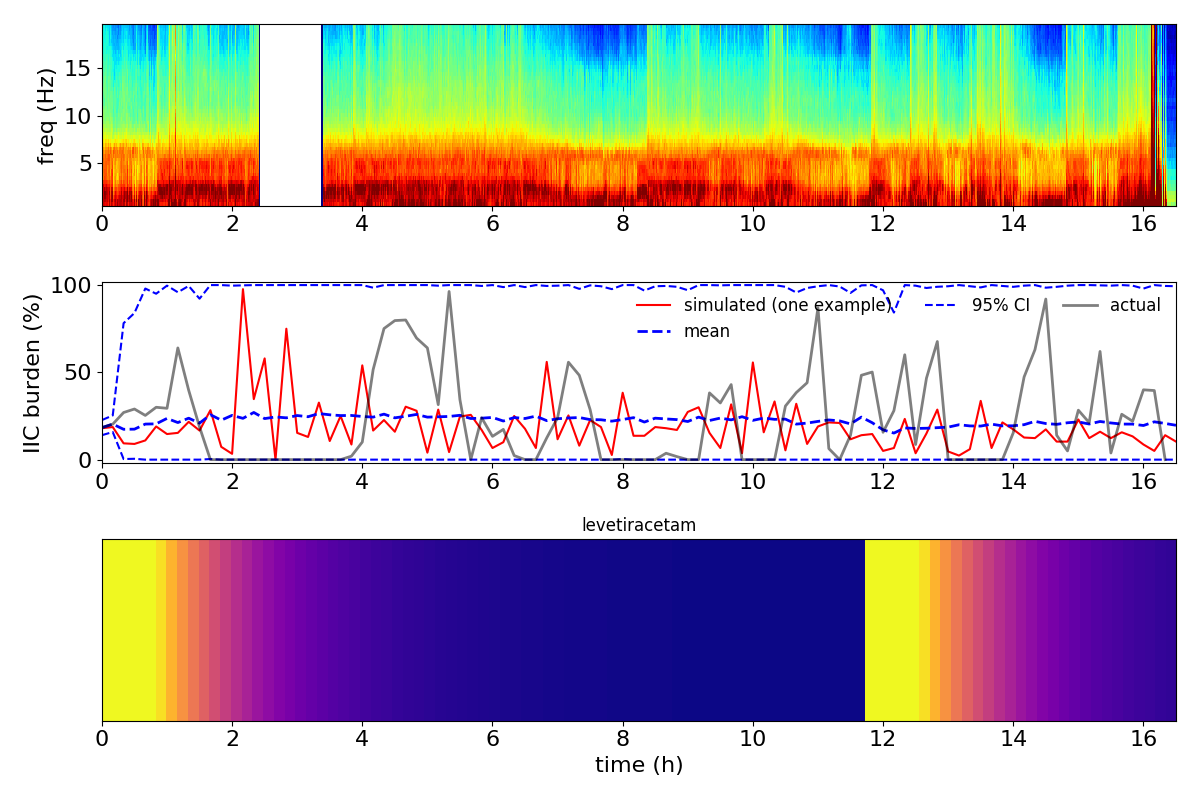 freq (Hz)
15
10
5
0 2 4 6 8 10 12 14 16
IIC burden (%)
100
50
0
simulated (one example) 95% CI actual
mean
0 2 4 6 8 10 12 14 16
levetiracetam
0 2 4 6 8 10 12 14 16
time (h)